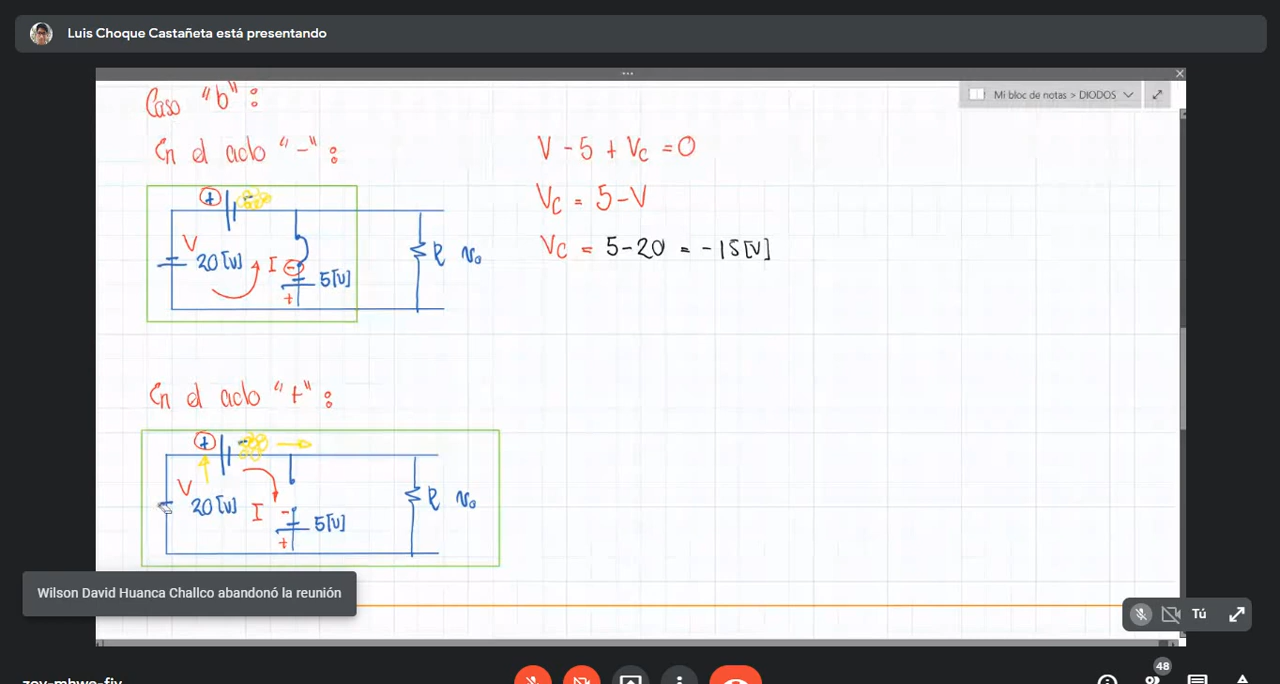 Luis Choque Castañeta está presentando
Mi bloc de notas > DIODOS
Caso "b":
En el ciclo "-":
V - 5 + Vc = 0
Vc = 5 - V
Vc = 5 - 20 = - 15 [V]
+ -
V
20 [V] I - 5 [V] R vo
+
En el ciclo "+":
+ -
V
20 [V] I - 5 [V] R vo
+
Wilson David Huanca Challco abandonó la reunión
Tú
48